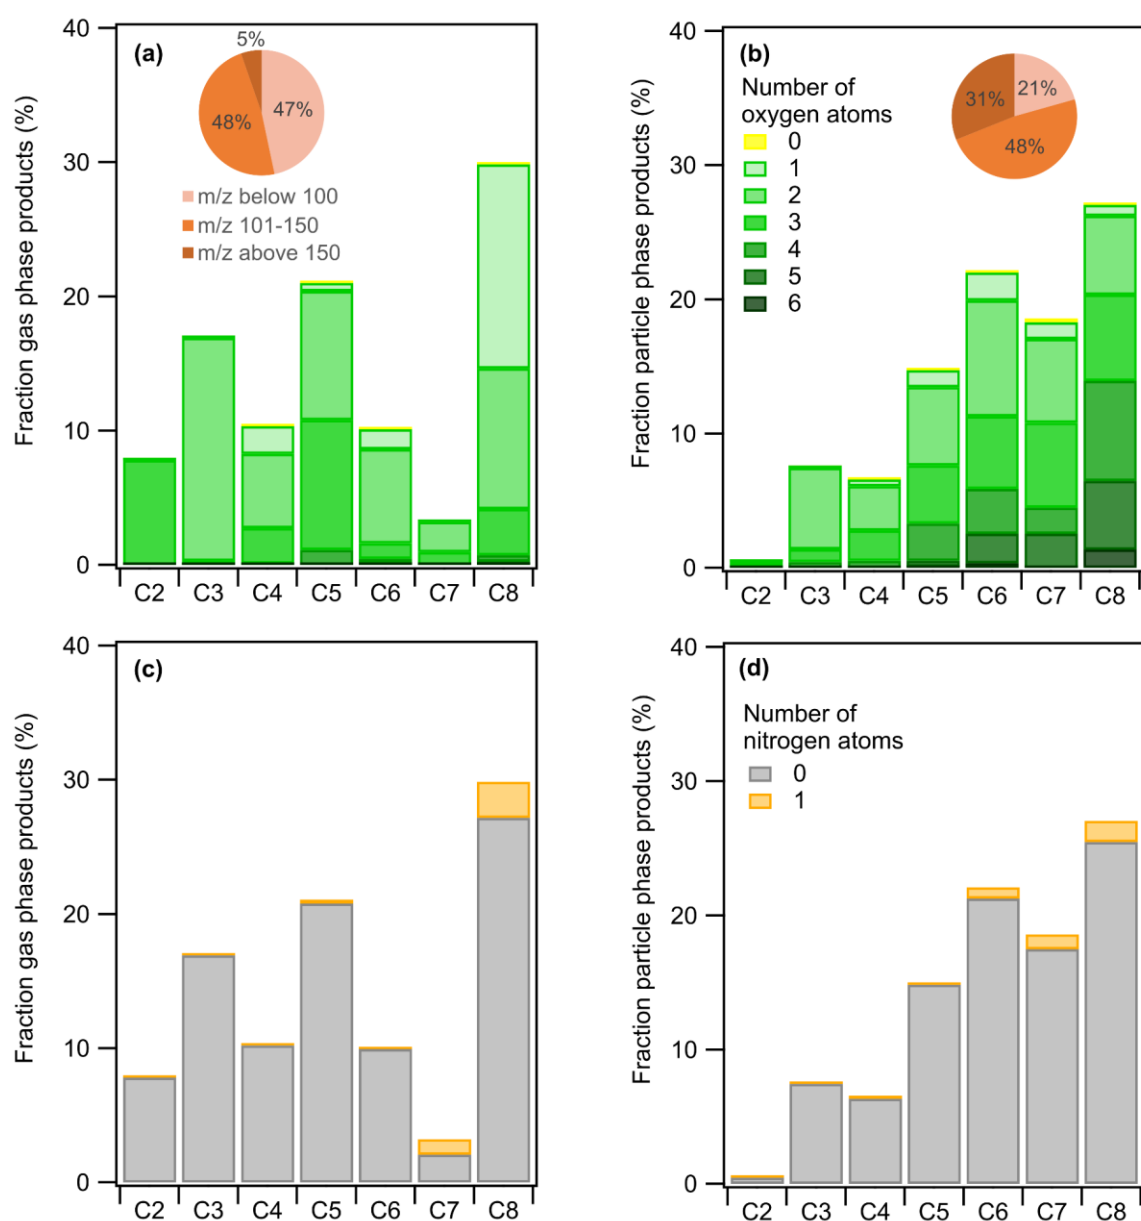 (a)
5%
47%
48%
m/z below 100
m/z 101-150
m/z above 150
Fraction gas phase products (%)
40
30
20
10
0
C2 C3 C4 C5 C6 C7 C8
(b)
Number of
oxygen atoms
0
1
2
3
4
5
6
21%
31%
48%
Fraction particle phase products (%)
40
30
20
10
0
C2 C3 C4 C5 C6 C7 C8
(c)
Fraction gas phase products (%)
40
30
20
10
0
C2 C3 C4 C5 C6 C7 C8
(d)
Number of
nitrogen atoms
0
1
Fraction particle phase products (%)
40
30
20
10
0
C2 C3 C4 C5 C6 C7 C8